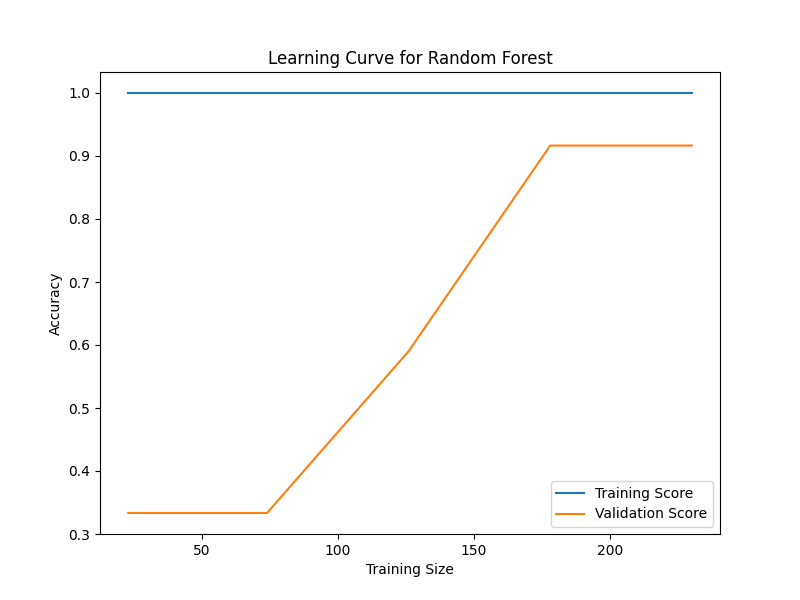 Learning Curve for Random Forest
1.0
0.9
0.8
0.7
0.6
0.5
0.4
0.3
Accuracy
50
100
150
200
Training Size
Training Score
Validation Score